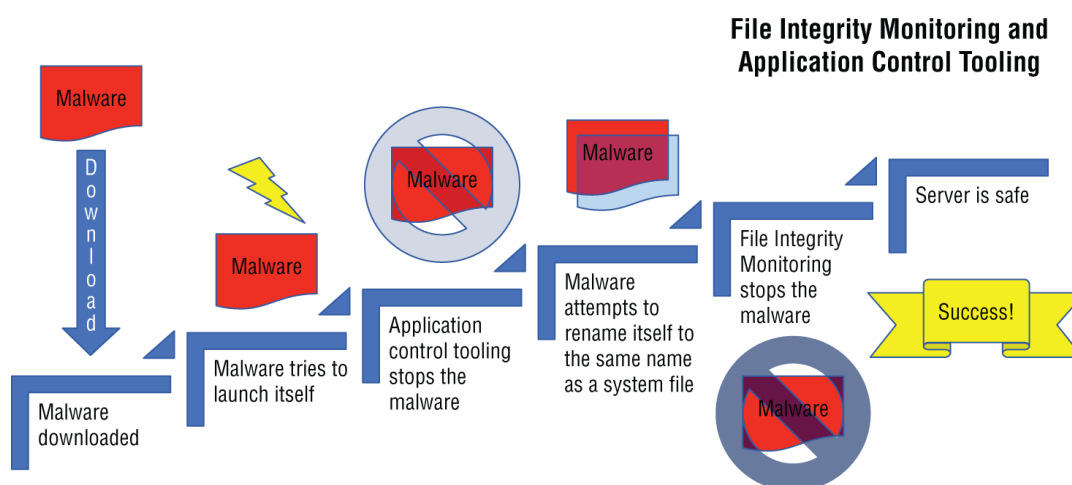 File Integrity Monitoring and
Application Control Tooling
Malware
Download
Malware
downloaded
Malware
Malware tries to
launch itself
Malware
Application
control tooling
stops the
malware
Malware
Malware
attempts to
rename itself to
the same name
as a system file
File Integrity
Monitoring
stops the
malware
Malware
Server is safe
Success!